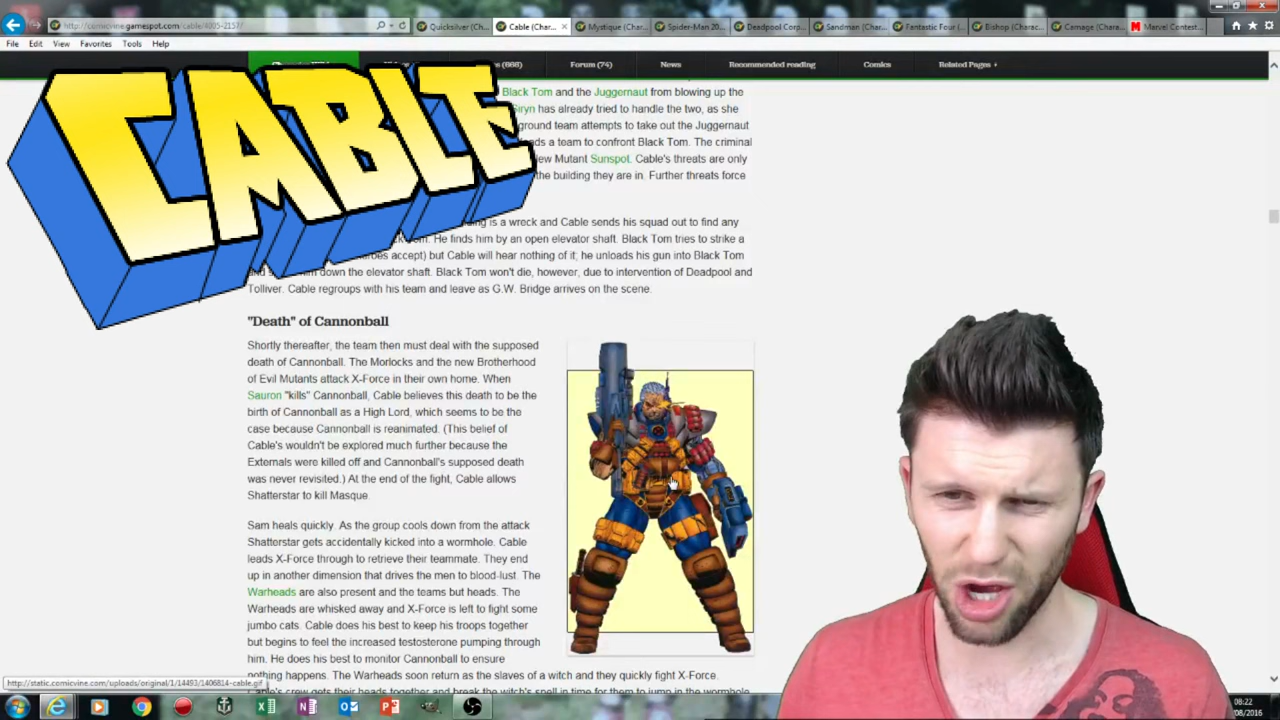 http://comicvine.gamespot.com/cable/4005-2157/
Quicksilver (Ch...
Cable (Char...
Mystique (Char...
Spider-Man 20...
Deadpool Corp...
Sandman (Char...
Fantastic Four (...
Bishop (Charac...
Carnage (Charac...
Marvel Contest...
File Edit View Favorites Tools Help
(868) Forum (74) News Recommended reading Comics Related Pages
CABLE
Black Tom and the Juggernaut from blowing up the
Siryn has already tried to handle the two, as she
ground team attempts to take out the Juggernaut
a team to confront Black Tom. The criminal
New Mutant Sunspot. Cable's threats are only
the building they are in. Further threats force
is a wreck and Cable sends his squad out to find any
He finds him by an open elevator shaft. Black Tom tries to strike a
accept) but Cable will hear nothing of it; he unloads his gun into Black Tom
down the elevator shaft. Black Tom won't die, however, due to intervention of Deadpool and
Tolliver. Cable regroups with his team and leave as G.W. Bridge arrives on the scene.
"Death" of Cannonball
Shortly thereafter, the team then must deal with the supposed
death of Cannonball. The Morlocks and the new Brotherhood
of Evil Mutants attack X-Force in their own home. When
Sauron "kills" Cannonball, Cable believes this death to be the
birth of Cannonball as a High Lord, which seems to be the
case because Cannonball is reanimated. (This belief of
Cable's wouldn't be explored much further because the
Externals were killed off and Cannonball's supposed death
was never revisited.) At the end of the fight, Cable allows
Shatterstar to kill Masque.
Sam heals quickly. As the group cools down from the attack
Shatterstar gets accidentally kicked into a wormhole. Cable
leads X-Force through to retrieve their teammate. They end
up in another dimension that drives the men to blood-lust. The
Warheads are also present and the teams but heads. The
Warheads are whisked away and X-Force is left to fight some
jumbo cats. Cable does his best to keep his troops together
but begins to feel the increased testosterone pumping through
him. He does his best to monitor Cannonball to ensure
nothing happens. The Warheads soon return as the slaves of a witch and they quickly fight X-Force.
Cable's crew gets their heads together and break the witch's spell in time for them to jump in the wormhole
http://static.comicvine.com/uploads/original/1/14493/1406814-cable.gif
08:22
/08/2016